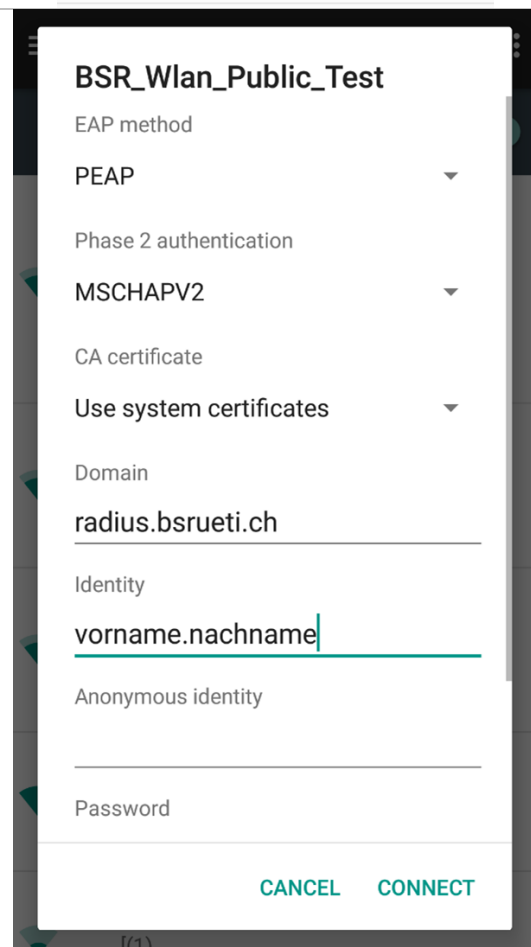 BSR_Wlan_Public_Test
EAP method
PEAP
Phase 2 authentication
MSCHAPV2
CA certificate
Use system certificates
Domain
radius.bsrueti.ch
Identity
vorname.nachname
Anonymous identity
Password
CANCEL CONNECT
[(1)